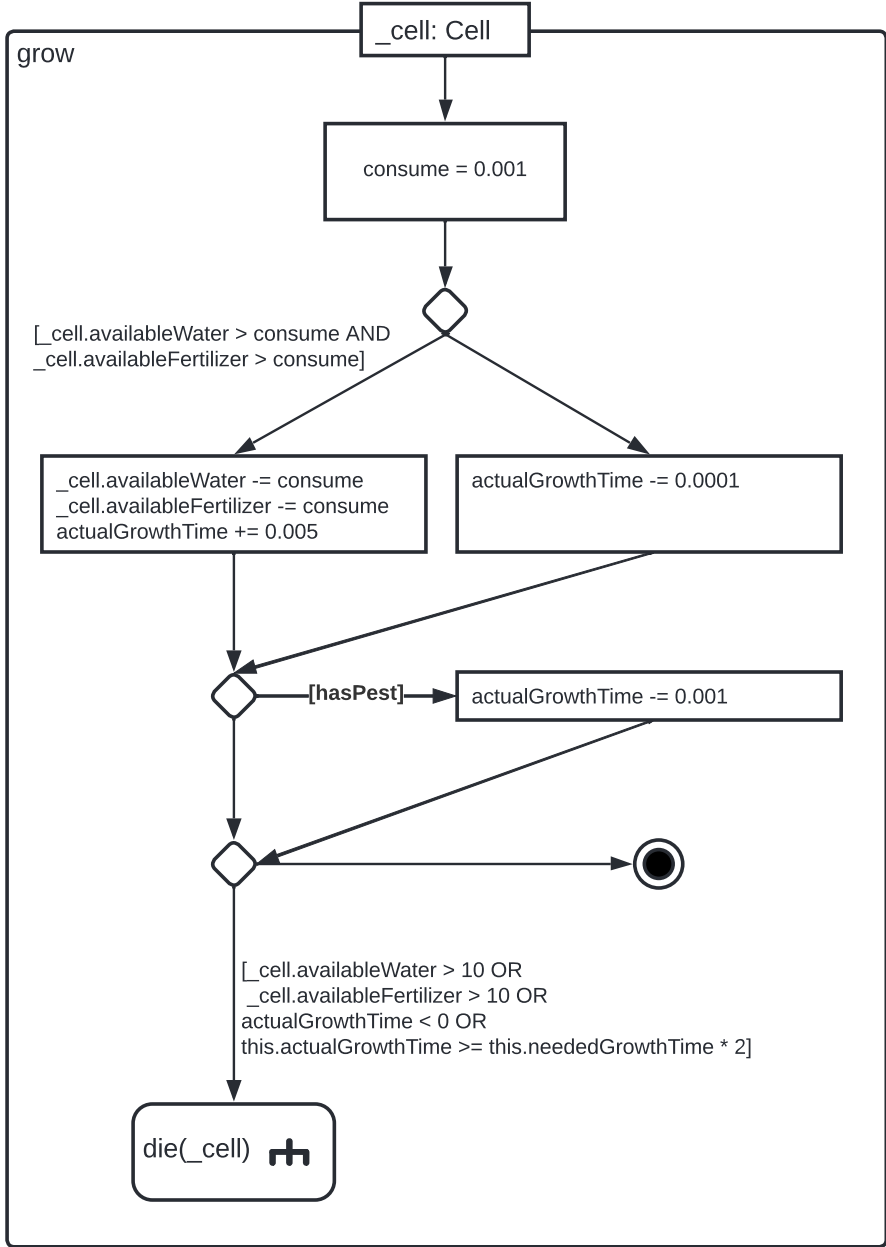 _cell: Cell
grow
consume = 0.001
[_cell.availableWater > consume AND
_cell.availableFertilizer > consume]
_cell.availableWater -= consume
_cell.availableFertilizer -= consume
actualGrowthTime += 0.005
actualGrowthTime -= 0.0001
[hasPest]
actualGrowthTime -= 0.001
[_cell.availableWater > 10 OR
_cell.availableFertilizer > 10 OR
actualGrowthTime < 0 OR
this.actualGrowthTime >= this.neededGrowthTime * 2]
die(_cell)